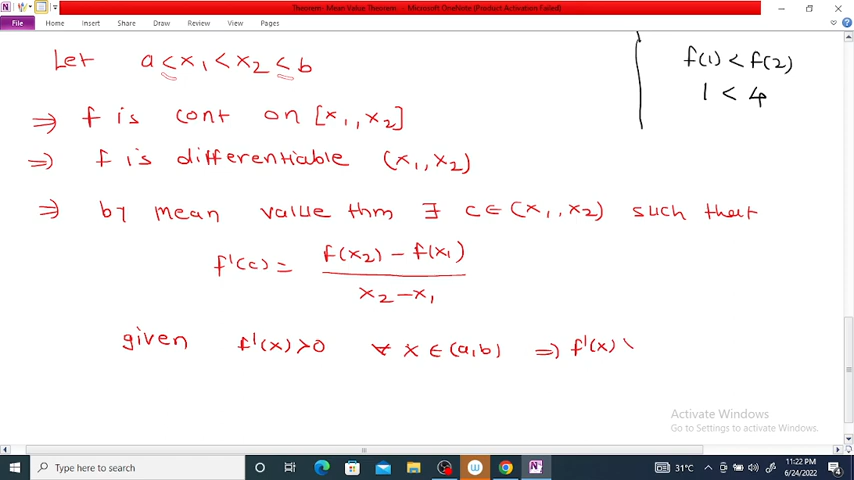 Theorem- Mean Value Theorem - Microsoft OneNote (Product Activation Failed)
File Home Insert Share Draw Review View Pages
Let a ≤ x₁ < x₂ ≤ b
f(1) < f(2)
1 < 4
⇒ f is cont on [x₁, x₂]
⇒ f is differentiable (x₁, x₂)
⇒ by mean value thm ∃ c ∈ (x₁, x₂) such that
f'(c) = (f(x₂) − f(x₁)) / (x₂ − x₁)
given f'(x) > 0 ∀ x ∈ (a, b) ⇒ f'(x) \
Activate Windows
Go to Settings to activate Windows.
Type here to search
31°C
11:22 PM
6/24/2022